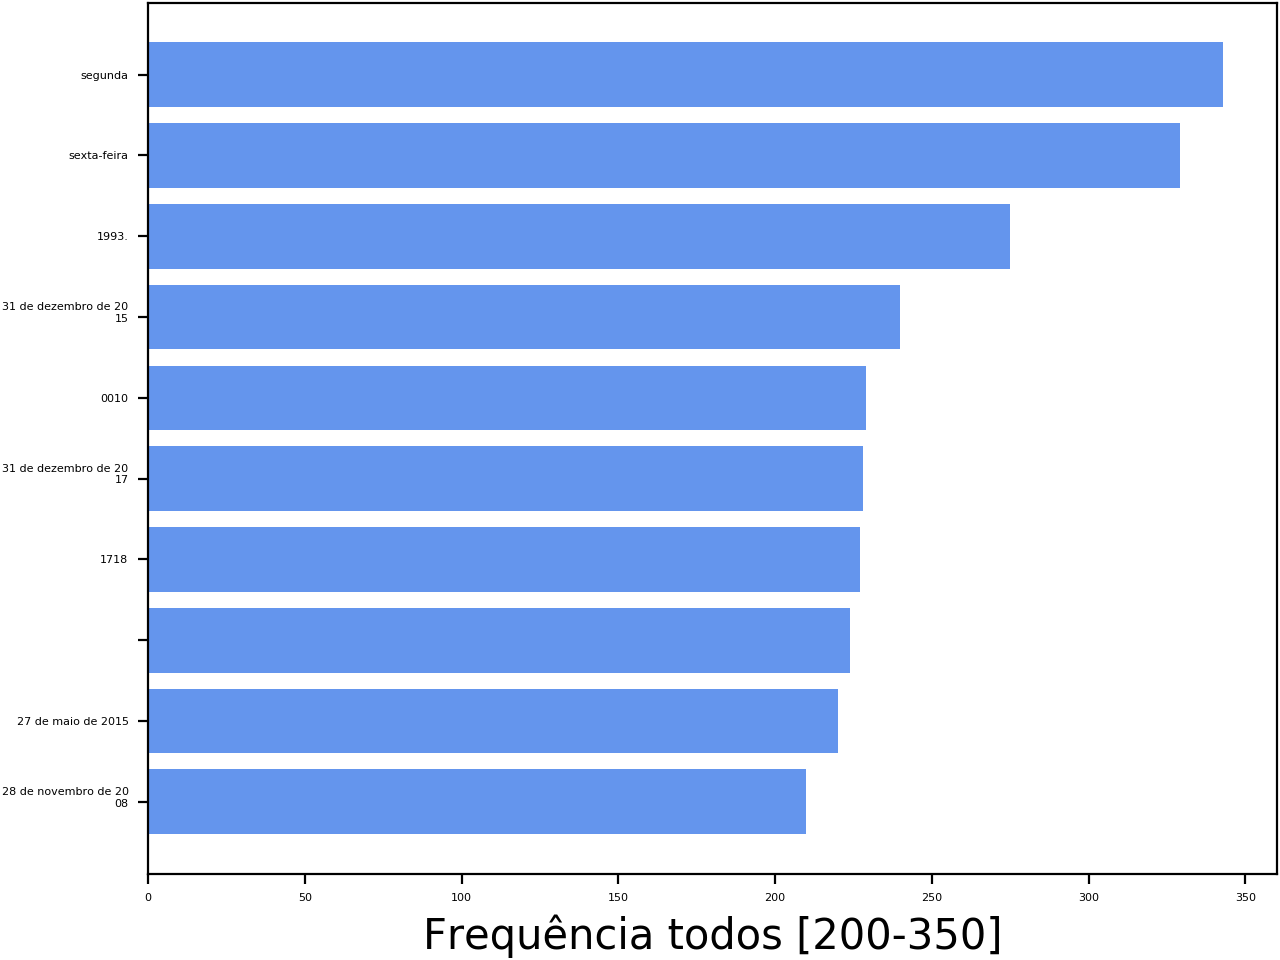 segunda
sexta-feira
1993.
31 de dezembro de 20
15
0010
31 de dezembro de 20
17
1718
27 de maio de 2015
28 de novembro de 20
08
0 50 100 150 200 250 300 350
Frequência todos [200-350]